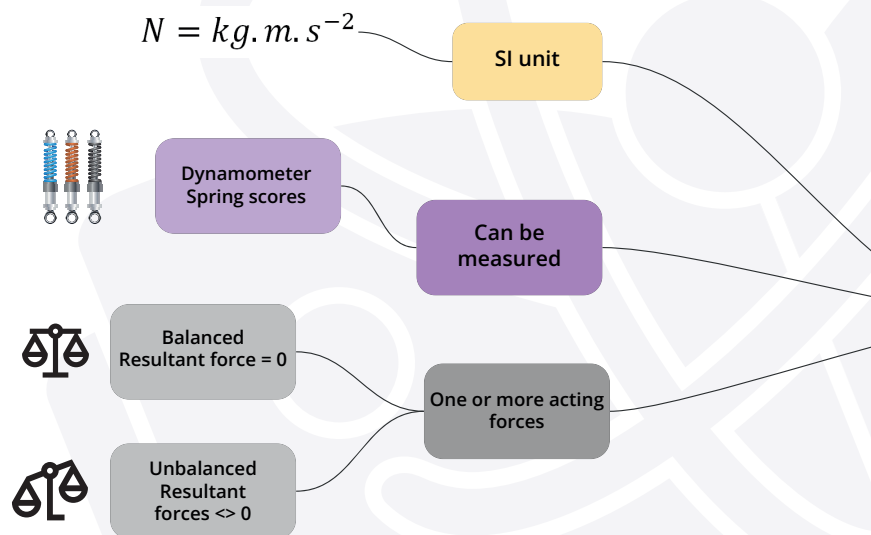 N = kg.m.s⁻²
SI unit
Dynamometer
Spring scores
Can be
measured
Balanced
Resultant force = 0
One or more acting
forces
Unbalanced
Resultant
forces <> 0